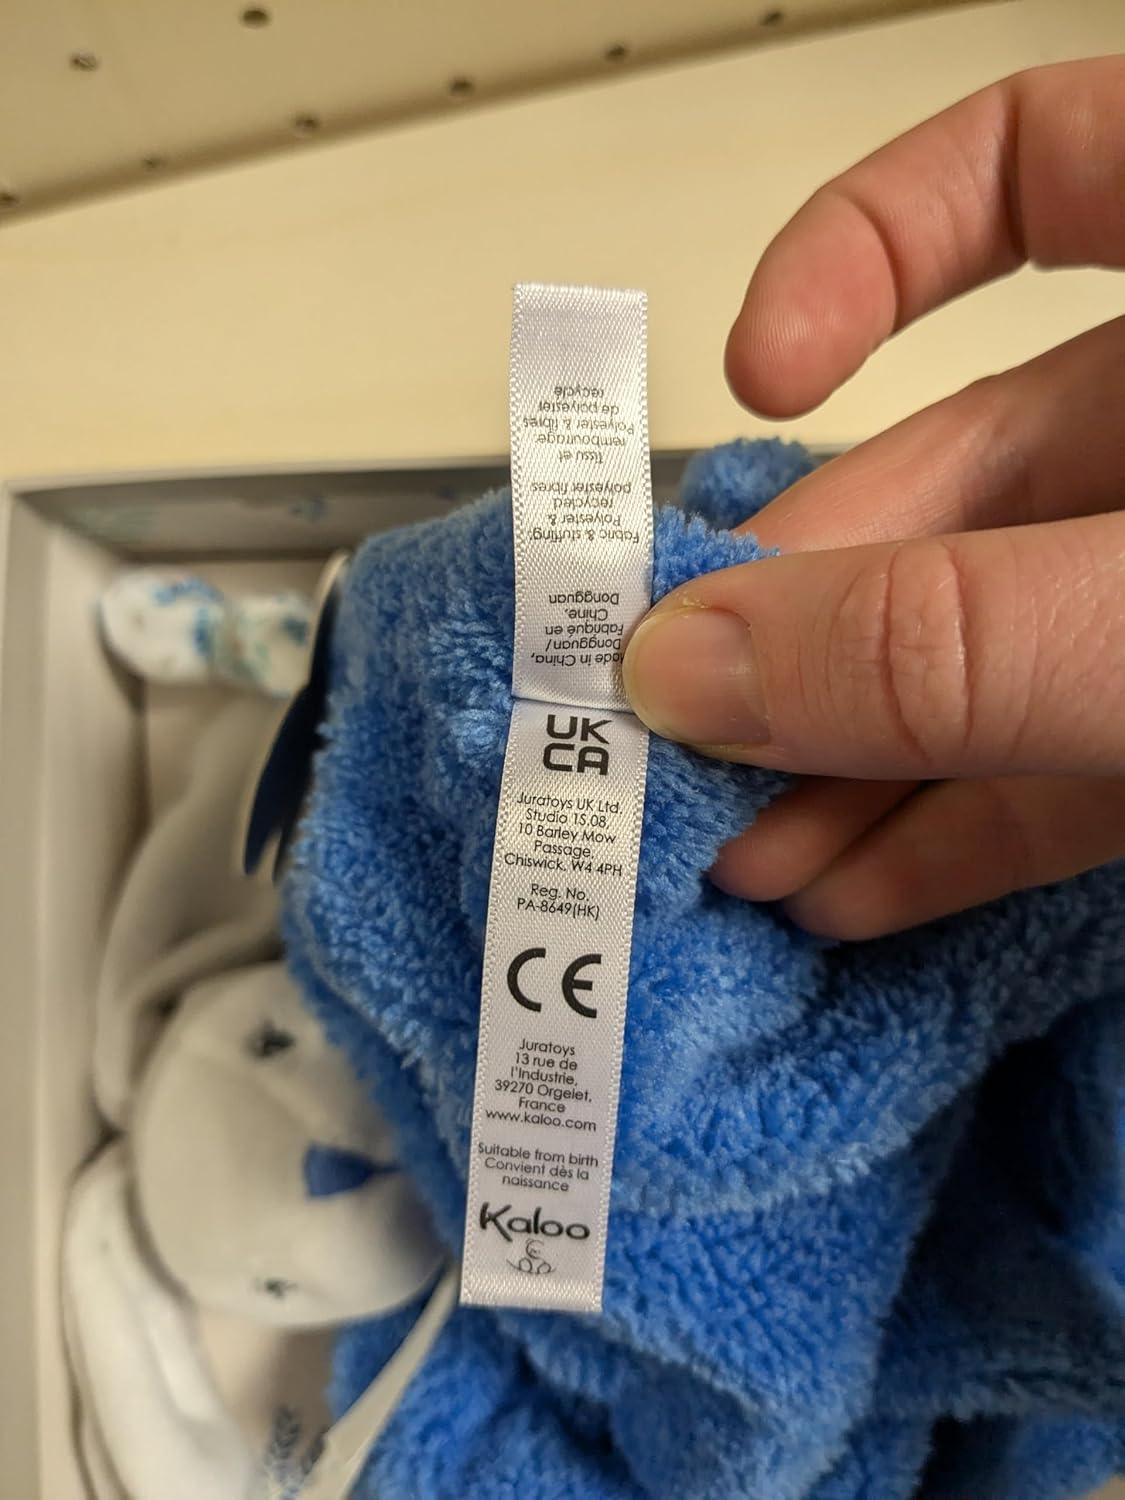 Made in China,
Dongguan /
Fabriqué en
Chine,
Dongguan
Fabric & stuffing:
Polyester &
recycled
polyester fibres
Tissu et
rembourrage:
Polyester & fibres
de polyester
recyclé
UK
CA
Juratoys UK Ltd.
Studio 1S.08,
10 Barley Mow
Passage,
Chiswick, W4 4PH
Reg. No.
PA-8649(HK)
CE
Juratoys
13 rue de
l'Industrie,
39270 Orgelet,
France
www.kaloo.com
Suitable from birth
Convient dès la
naissance
Kaloo